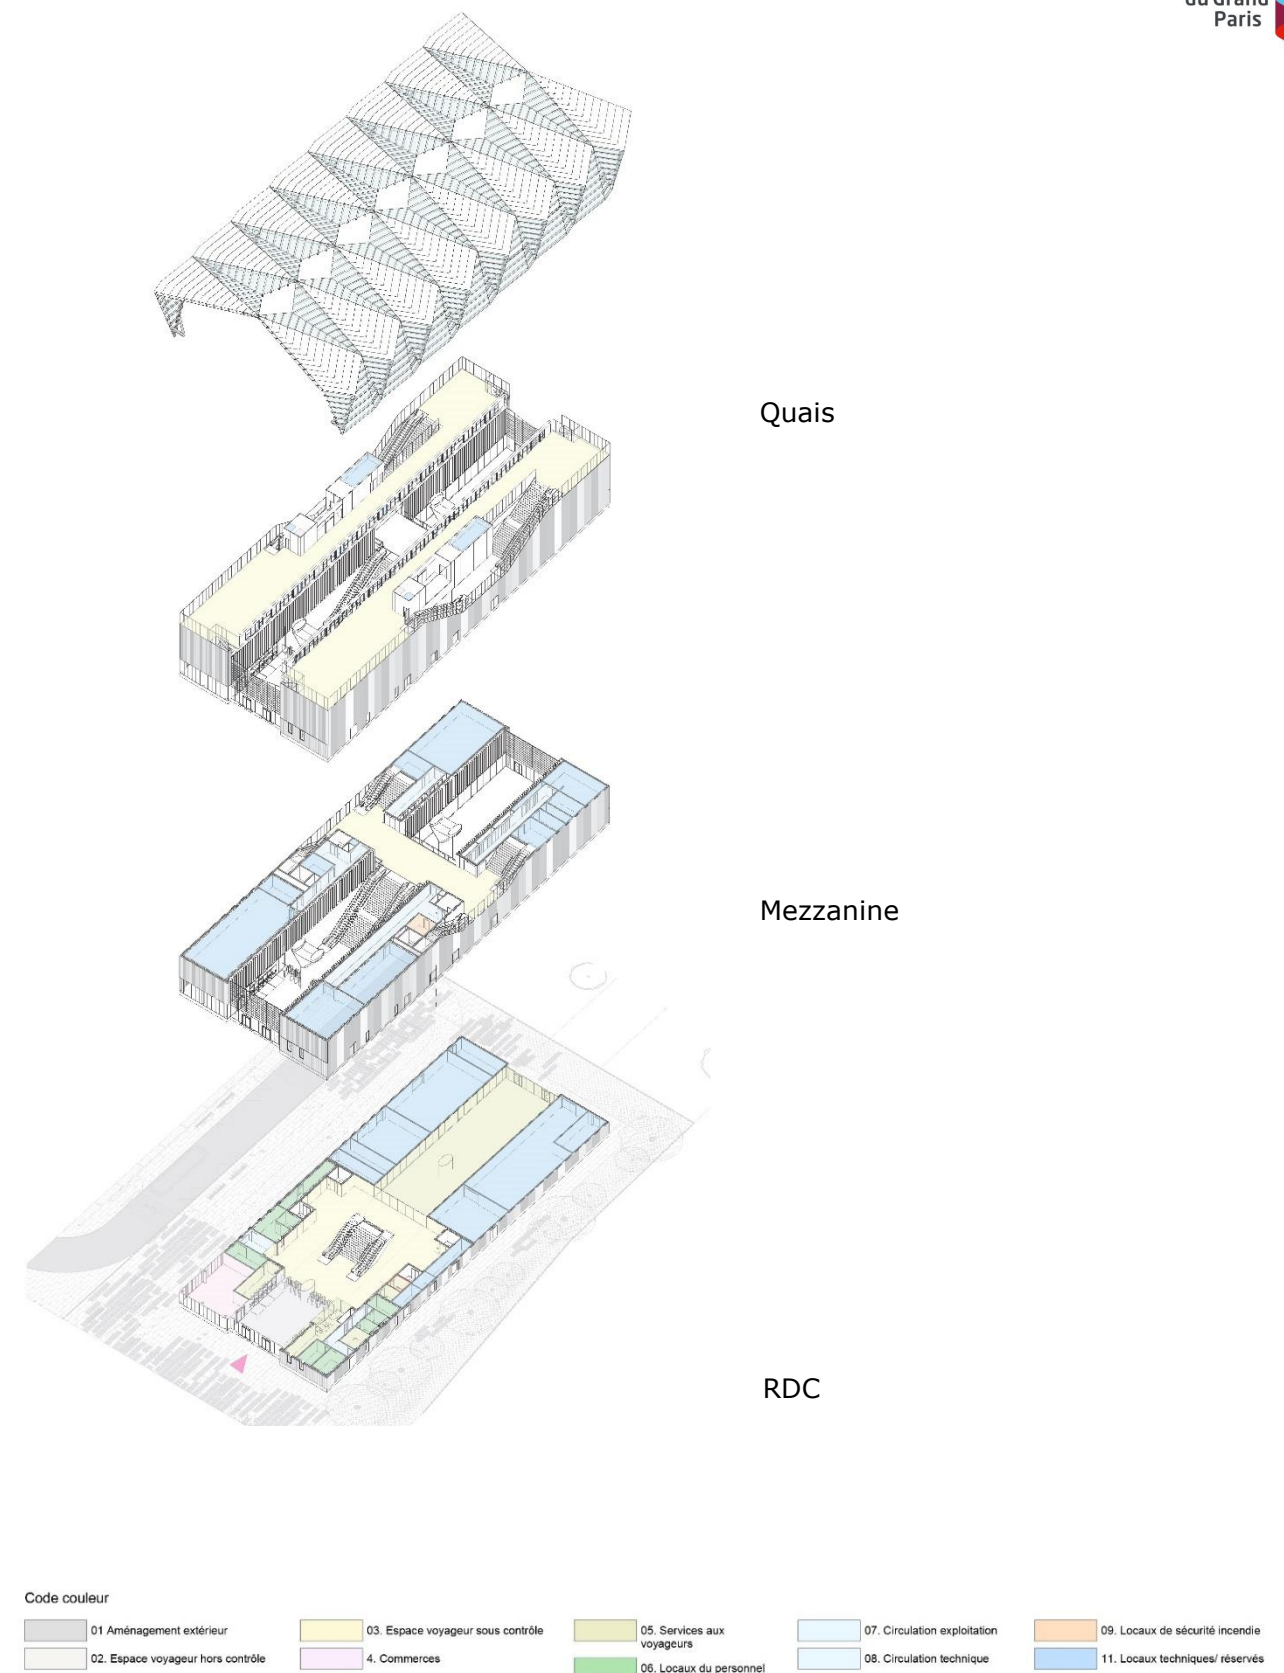 du Grand
Paris
Quais
Mezzanine
RDC
Code couleur
01 Aménagement extérieur
03. Espace voyageur sous contrôle
05. Services aux
voyageurs
07. Circulation exploitation
09. Locaux de sécurité incendie
02. Espace voyageur hors contrôle
4. Commerces
06. Locaux du personnel
08. Circulation technique
11. Locaux techniques/ réservés